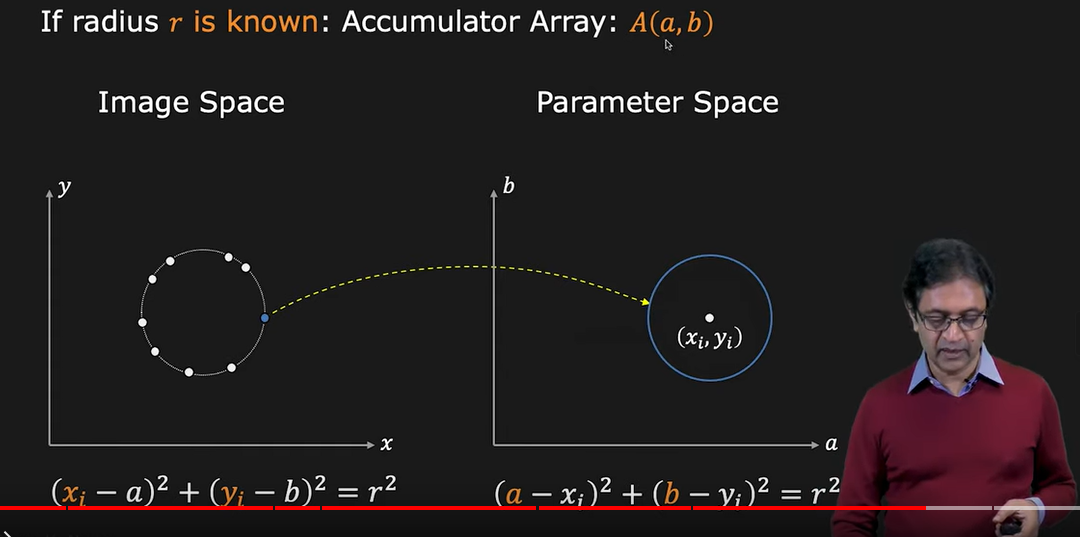 If radius r is known: Accumulator Array: A(a, b)
Image Space
Parameter Space
y
b
(xᵢ, yᵢ)
x
a
(xᵢ − a)² + (yᵢ − b)² = r²
(a − xᵢ)² + (b − yᵢ)² = r²